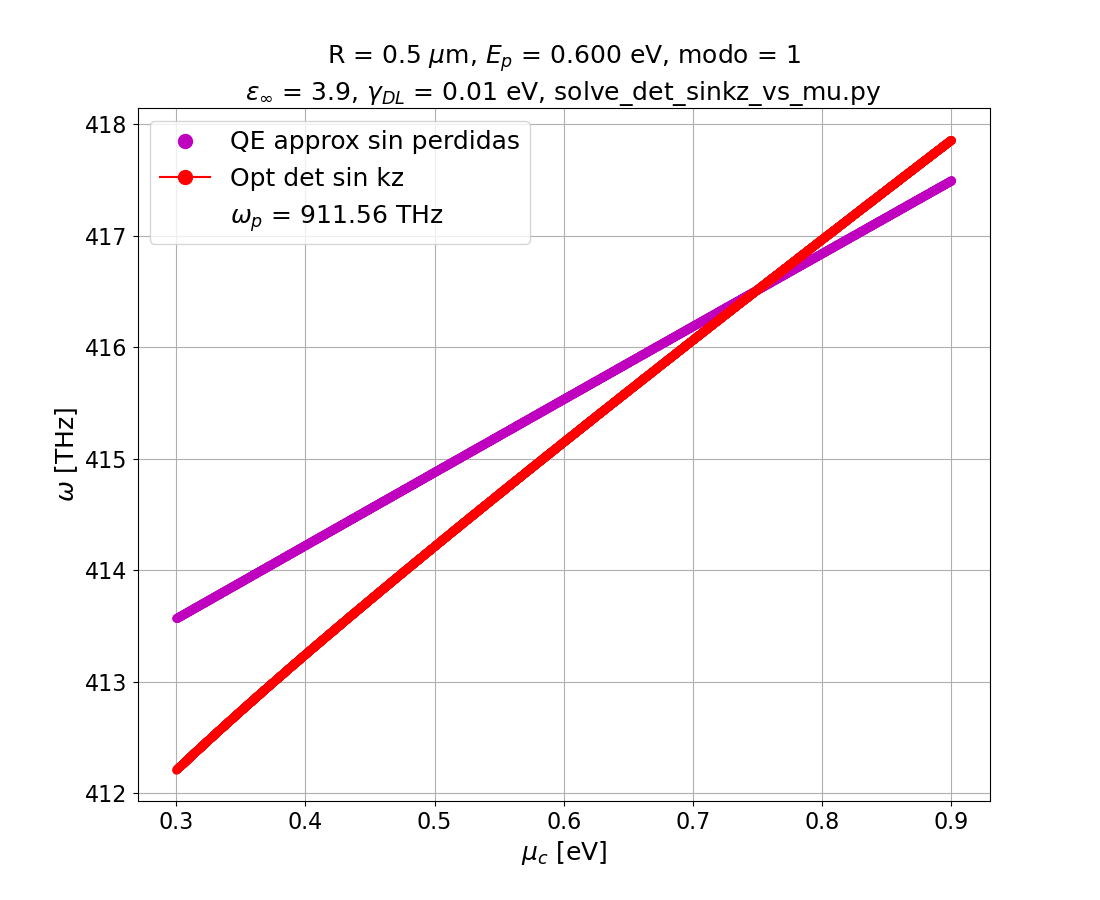 R = 0.5 μm, E_p = 0.600 eV, modo = 1
ε_∞ = 3.9, γ_DL = 0.01 eV, solve_det_sinkz_vs_mu.py
QE approx sin perdidas
Opt det sin kz
ω_p = 911.56 THz
418
417
416
415
414
413
412
ω [THz]
0.3 0.4 0.5 0.6 0.7 0.8 0.9
μ_c [eV]